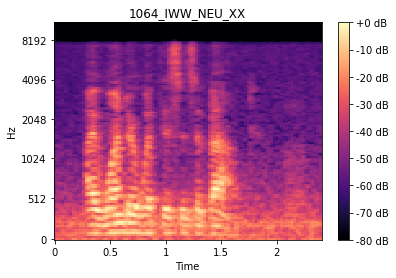 1064_IWW_NEU_XX
8192
4096
2048
1024
512
0
Hz
0
0.5
1
1.5
2
Time
+0 dB
-10 dB
-20 dB
-30 dB
-40 dB
-50 dB
-60 dB
-70 dB
-80 dB